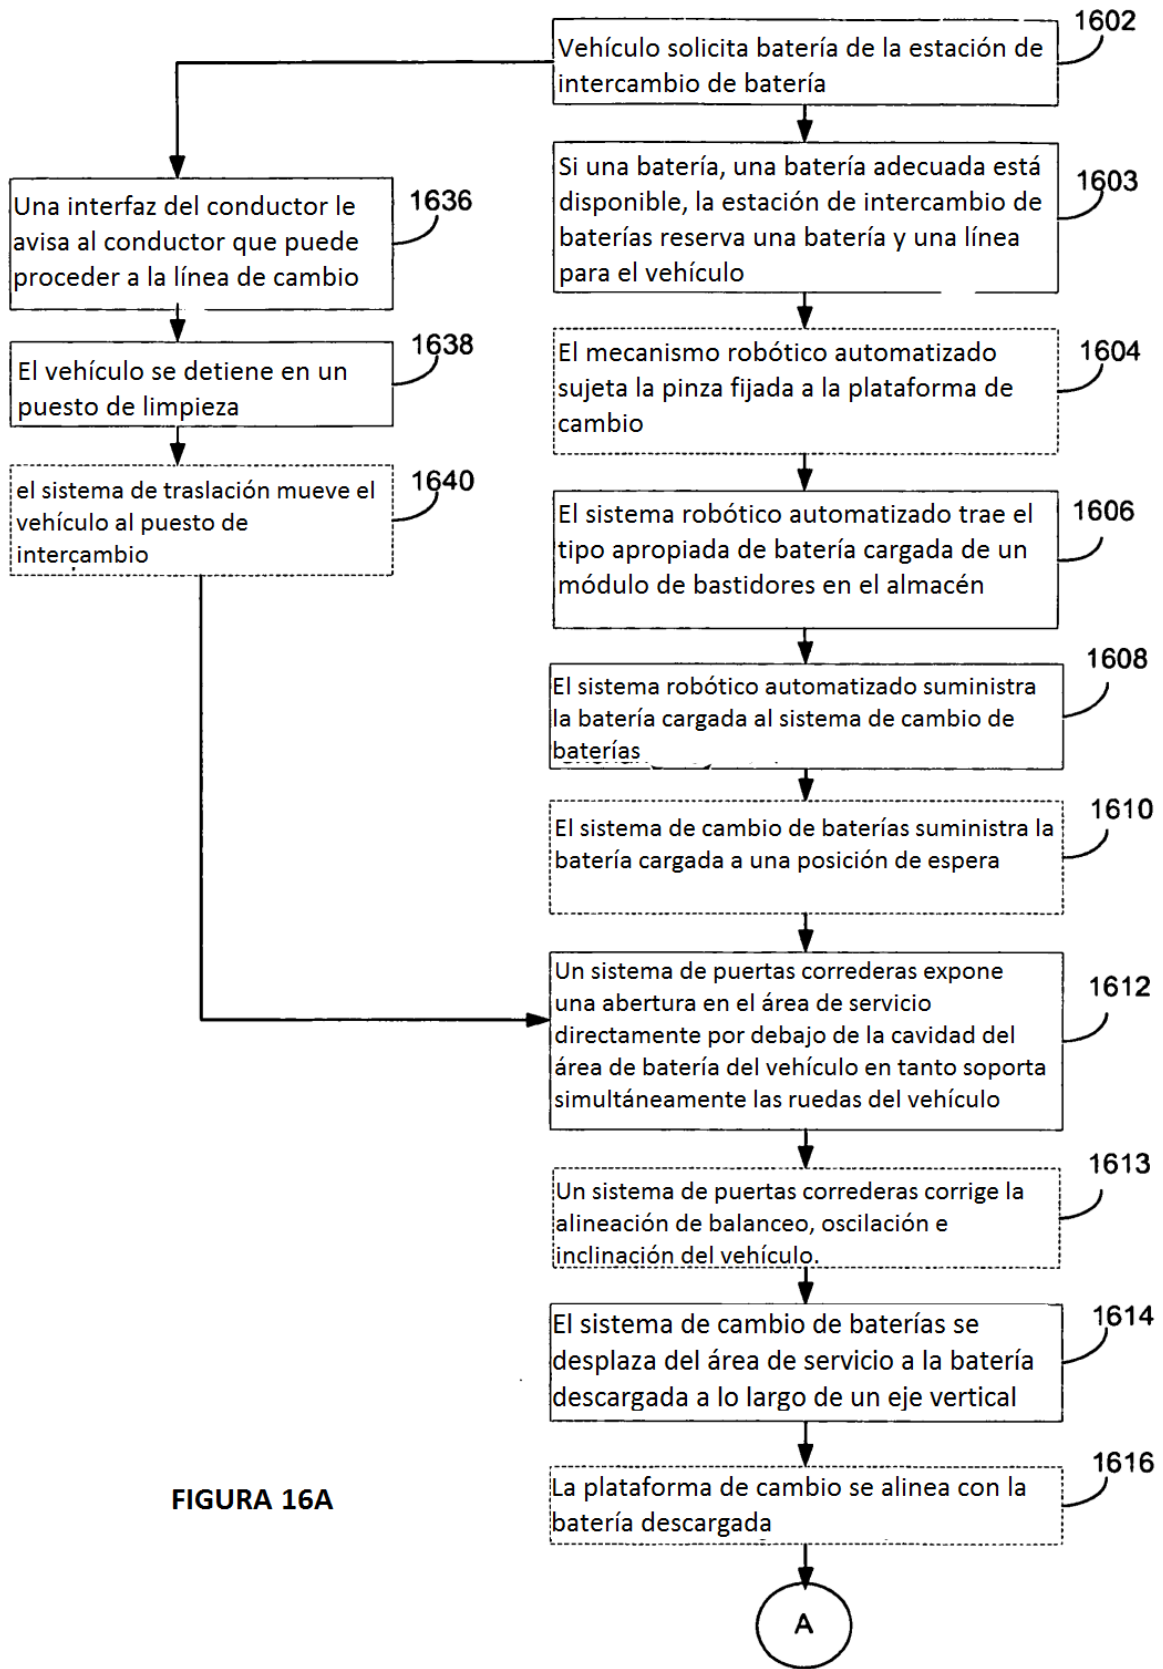 1602
Vehículo solicita batería de la estación de
intercambio de batería
Si una batería, una batería adecuada está
disponible, la estación de intercambio de
baterías reserva una batería y una línea
para el vehículo
1603
Una interfaz del conductor le
avisa al conductor que puede
proceder a la línea de cambio
1636
El vehículo se detiene en un
puesto de limpieza
1638
el sistema de traslación mueve el
vehículo al puesto de
intercambio
1640
El mecanismo robótico automatizado
sujeta la pinza fijada a la plataforma de
cambio
1604
El sistema robótico automatizado trae el
tipo apropiada de batería cargada de un
módulo de bastidores en el almacén
1606
El sistema robótico automatizado suministra
la batería cargada al sistema de cambio de
baterías
1608
El sistema de cambio de baterías suministra la
batería cargada a una posición de espera
1610
Un sistema de puertas correderas expone
una abertura en el área de servicio
directamente por debajo de la cavidad del
área de batería del vehículo en tanto soporta
simultáneamente las ruedas del vehículo
1612
Un sistema de puertas correderas corrige la
alineación de balanceo, oscilación e
inclinación del vehículo.
1613
El sistema de cambio de baterías se
desplaza del área de servicio a la batería
descargada a lo largo de un eje vertical
1614
La plataforma de cambio se alinea con la
batería descargada
1616
FIGURA 16A
A